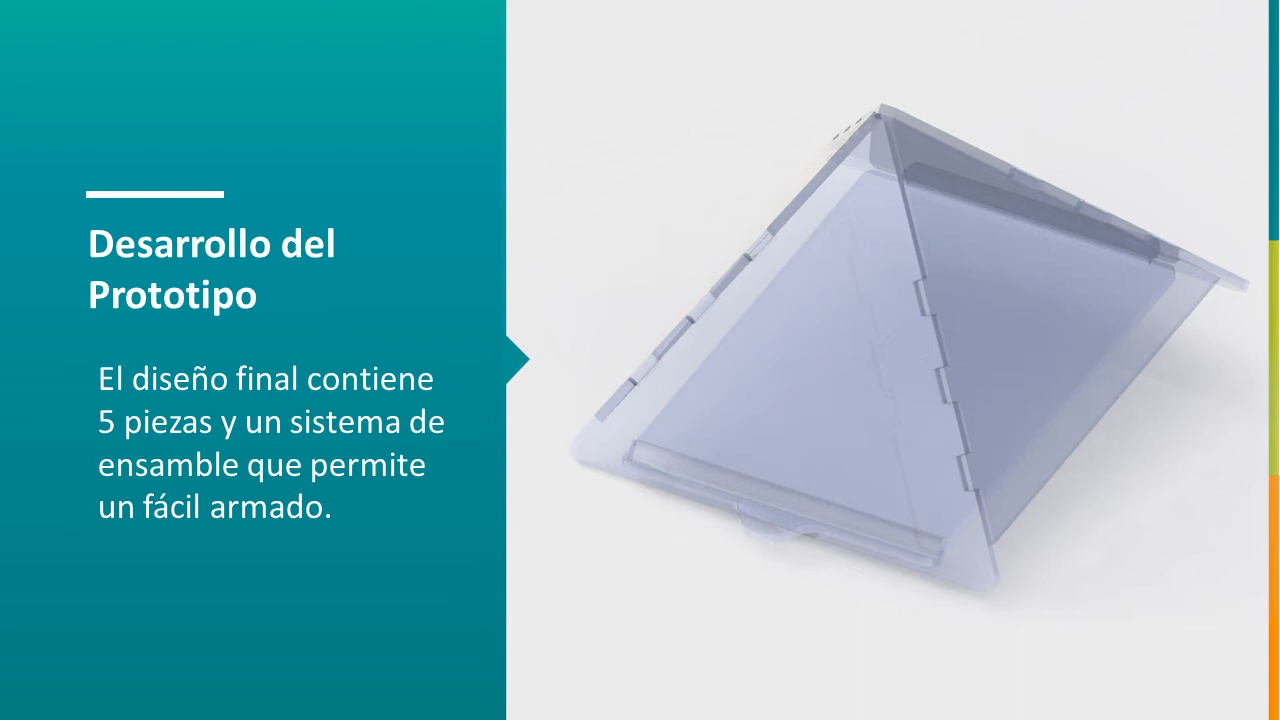 Desarrollo del
Prototipo
El diseño final contiene
5 piezas y un sistema de
ensamble que permite
un fácil armado.